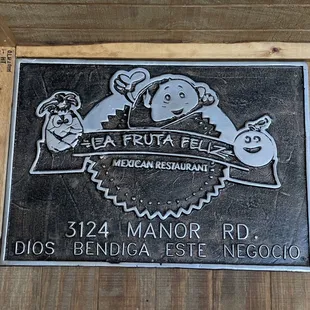 LA FRUTA FELIZ
MEXICAN RESTAURANT
3124 MANOR RD.
DIOS BENDIGA ESTE NEGOCIO